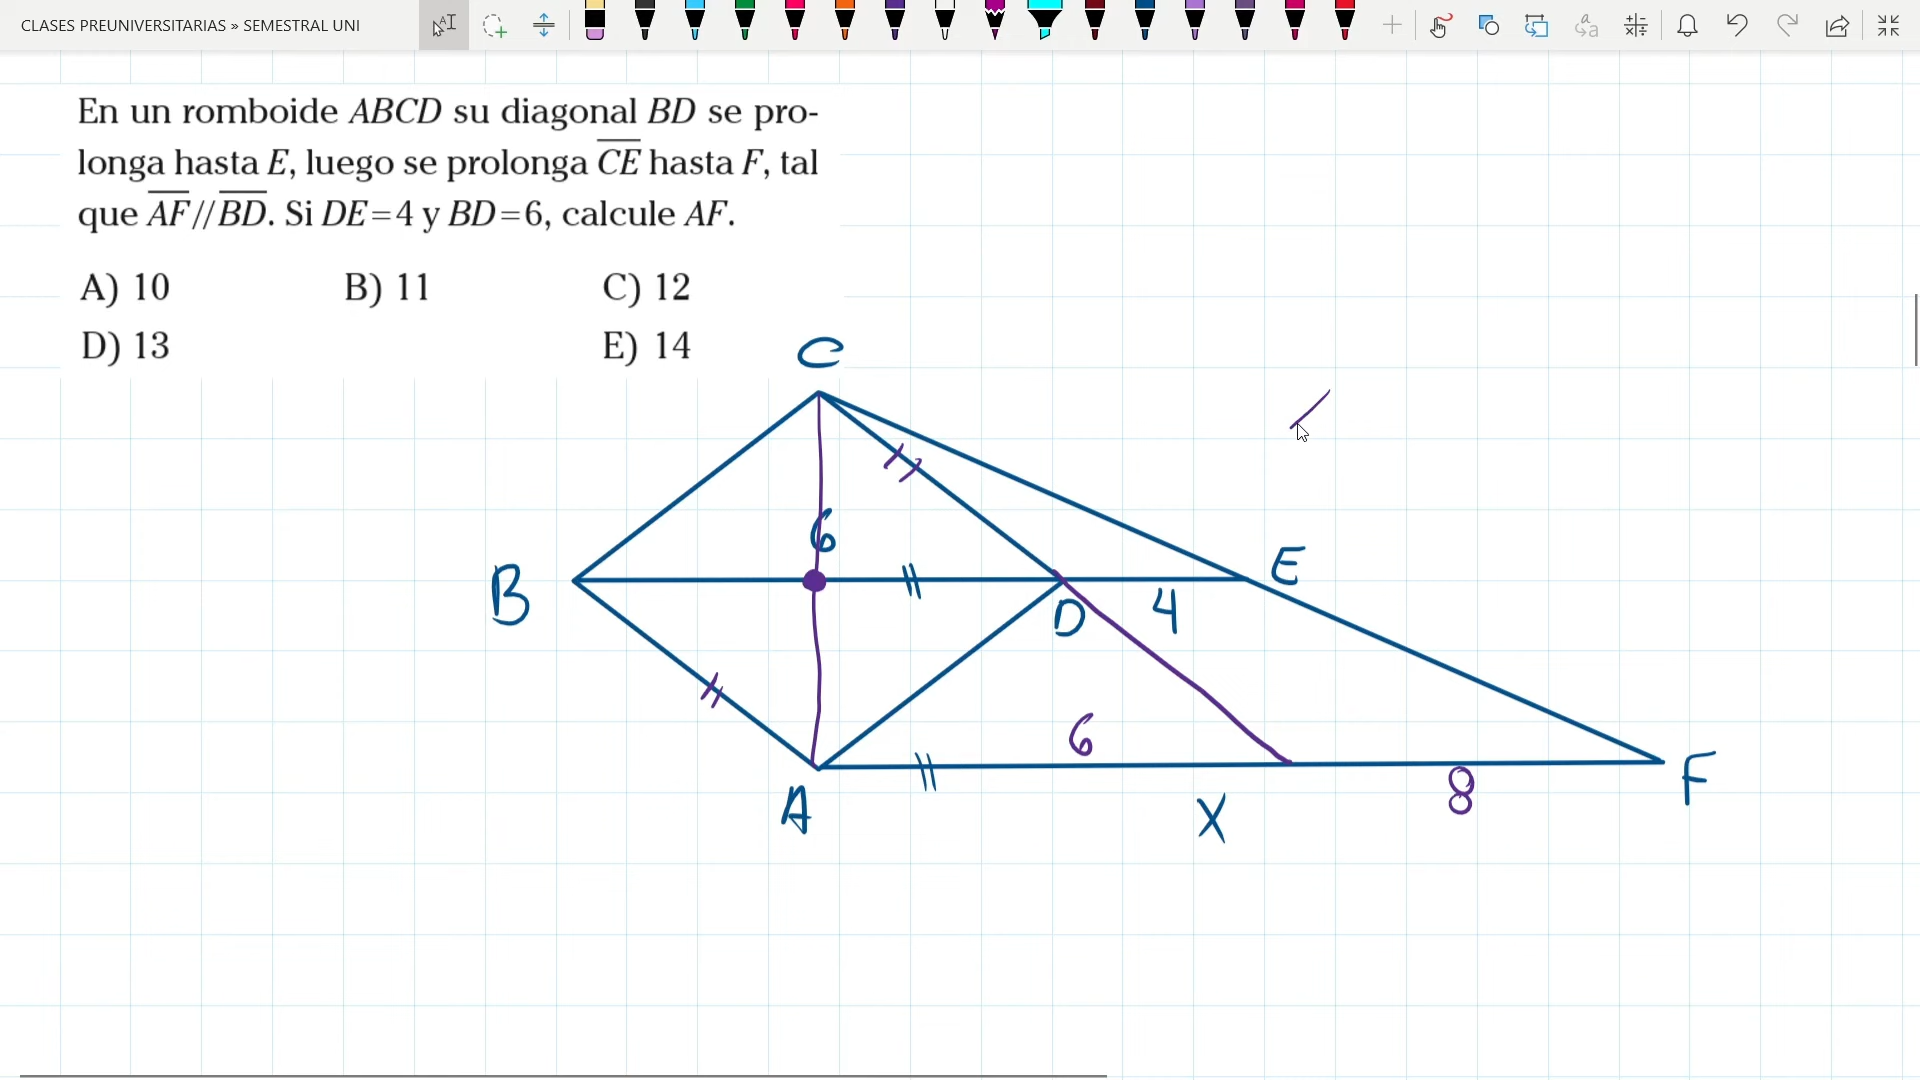 CLASES PREUNIVERSITARIAS » SEMESTRAL UNI
En un romboide ABCD su diagonal BD se pro-
longa hasta E, luego se prolonga CE hasta F, tal
que AF//BD. Si DE=4 y BD=6, calcule AF.
A) 10 B) 11 C) 12
D) 13 E) 14
C
6
B
E
D
4
6
A
X
8
F